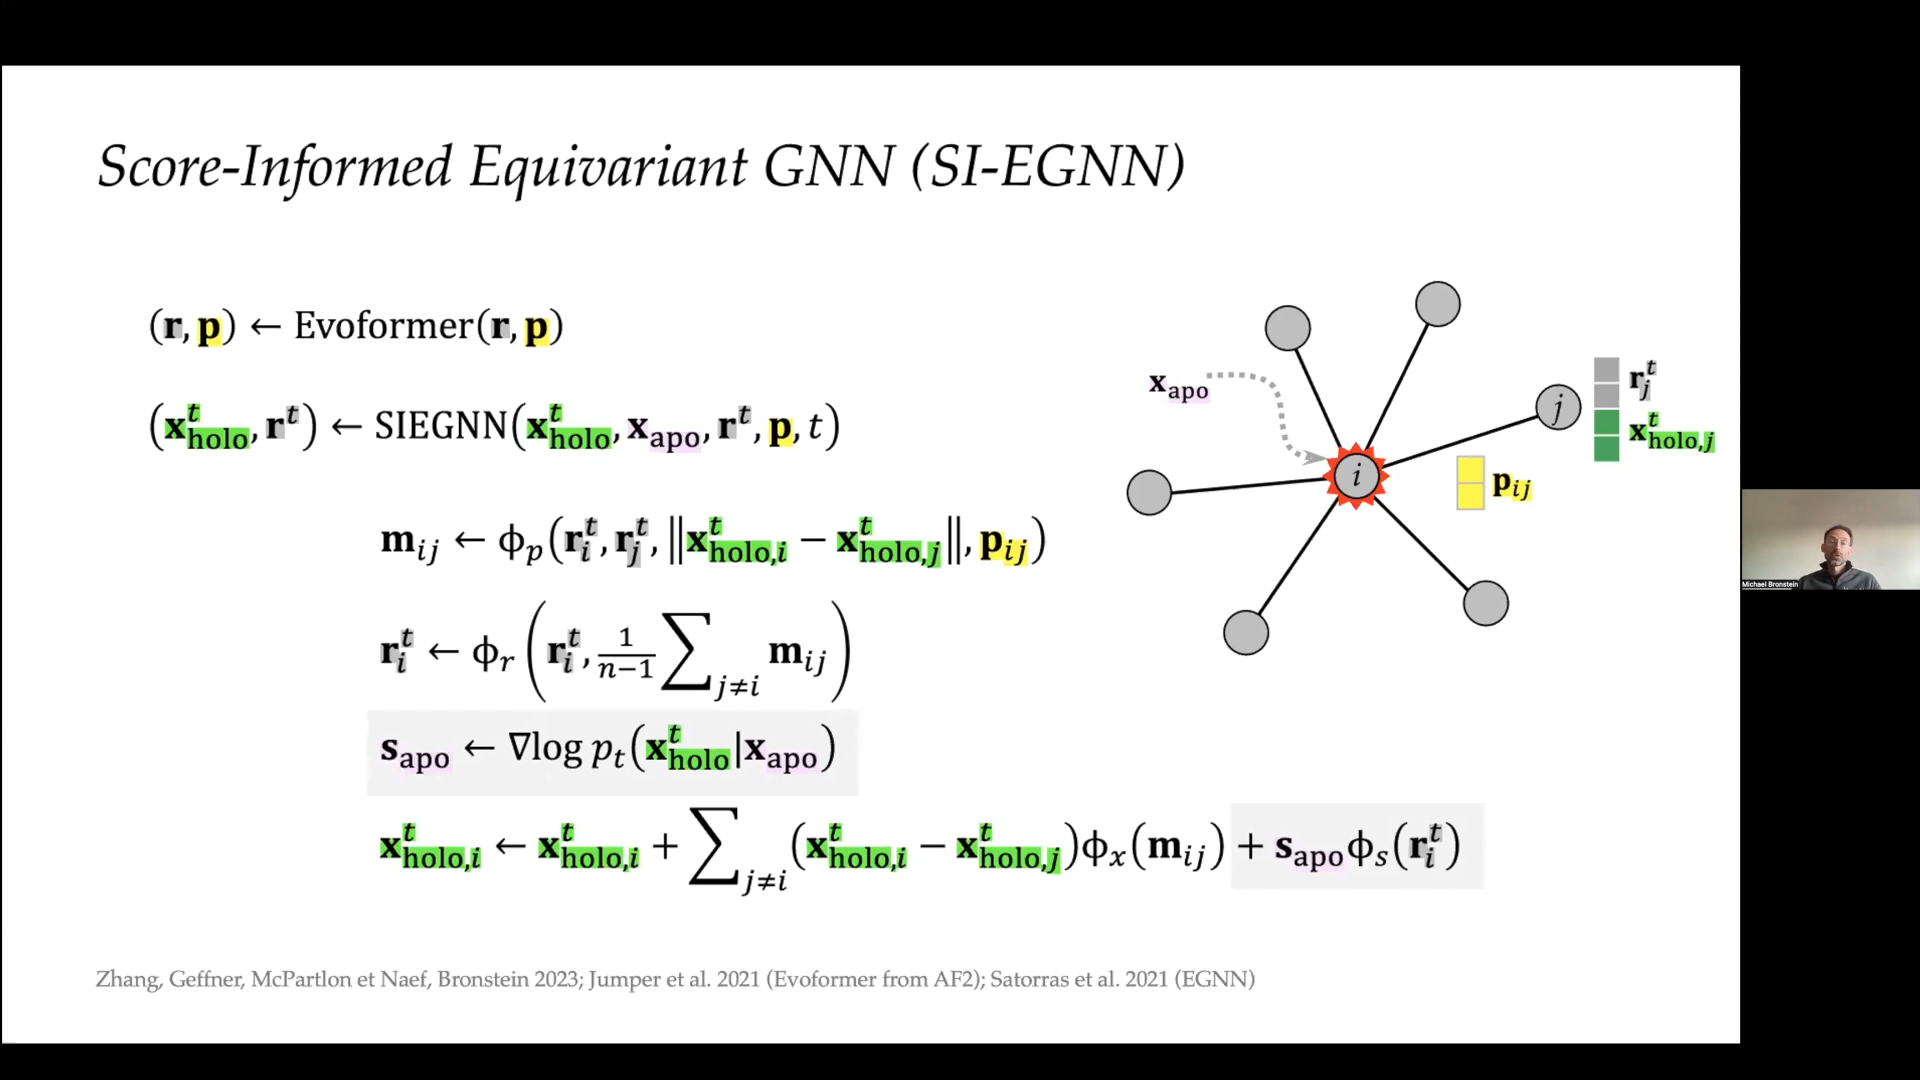 Score-Informed Equivariant GNN (SI-EGNN)
(r, p) ← Evoformer(r, p)
(x^t_holo, r^t) ← SIEGNN(x^t_holo, x_apo, r^t, p, t)
m_ij ← ϕ_p(r^t_i, r^t_j, ‖x^t_holo,i − x^t_holo,j‖, p_ij)
r^t_i ← ϕ_r(r^t_i, 1/(n−1) ∑_j≠i m_ij)
s_apo ← ∇log p_t(x^t_holo|x_apo)
x^t_holo,i ← x^t_holo,i + ∑_j≠i (x^t_holo,i − x^t_holo,j)ϕ_x(m_ij) + s_apo ϕ_s(r^t_i)
x_apo
i
j
r^t_j
x^t_holo,j
p_ij
Zhang, Geffner, McPartlon et Naef, Bronstein 2023; Jumper et al. 2021 (Evoformer from AF2); Satorras et al. 2021 (EGNN)
Michael Bronstein